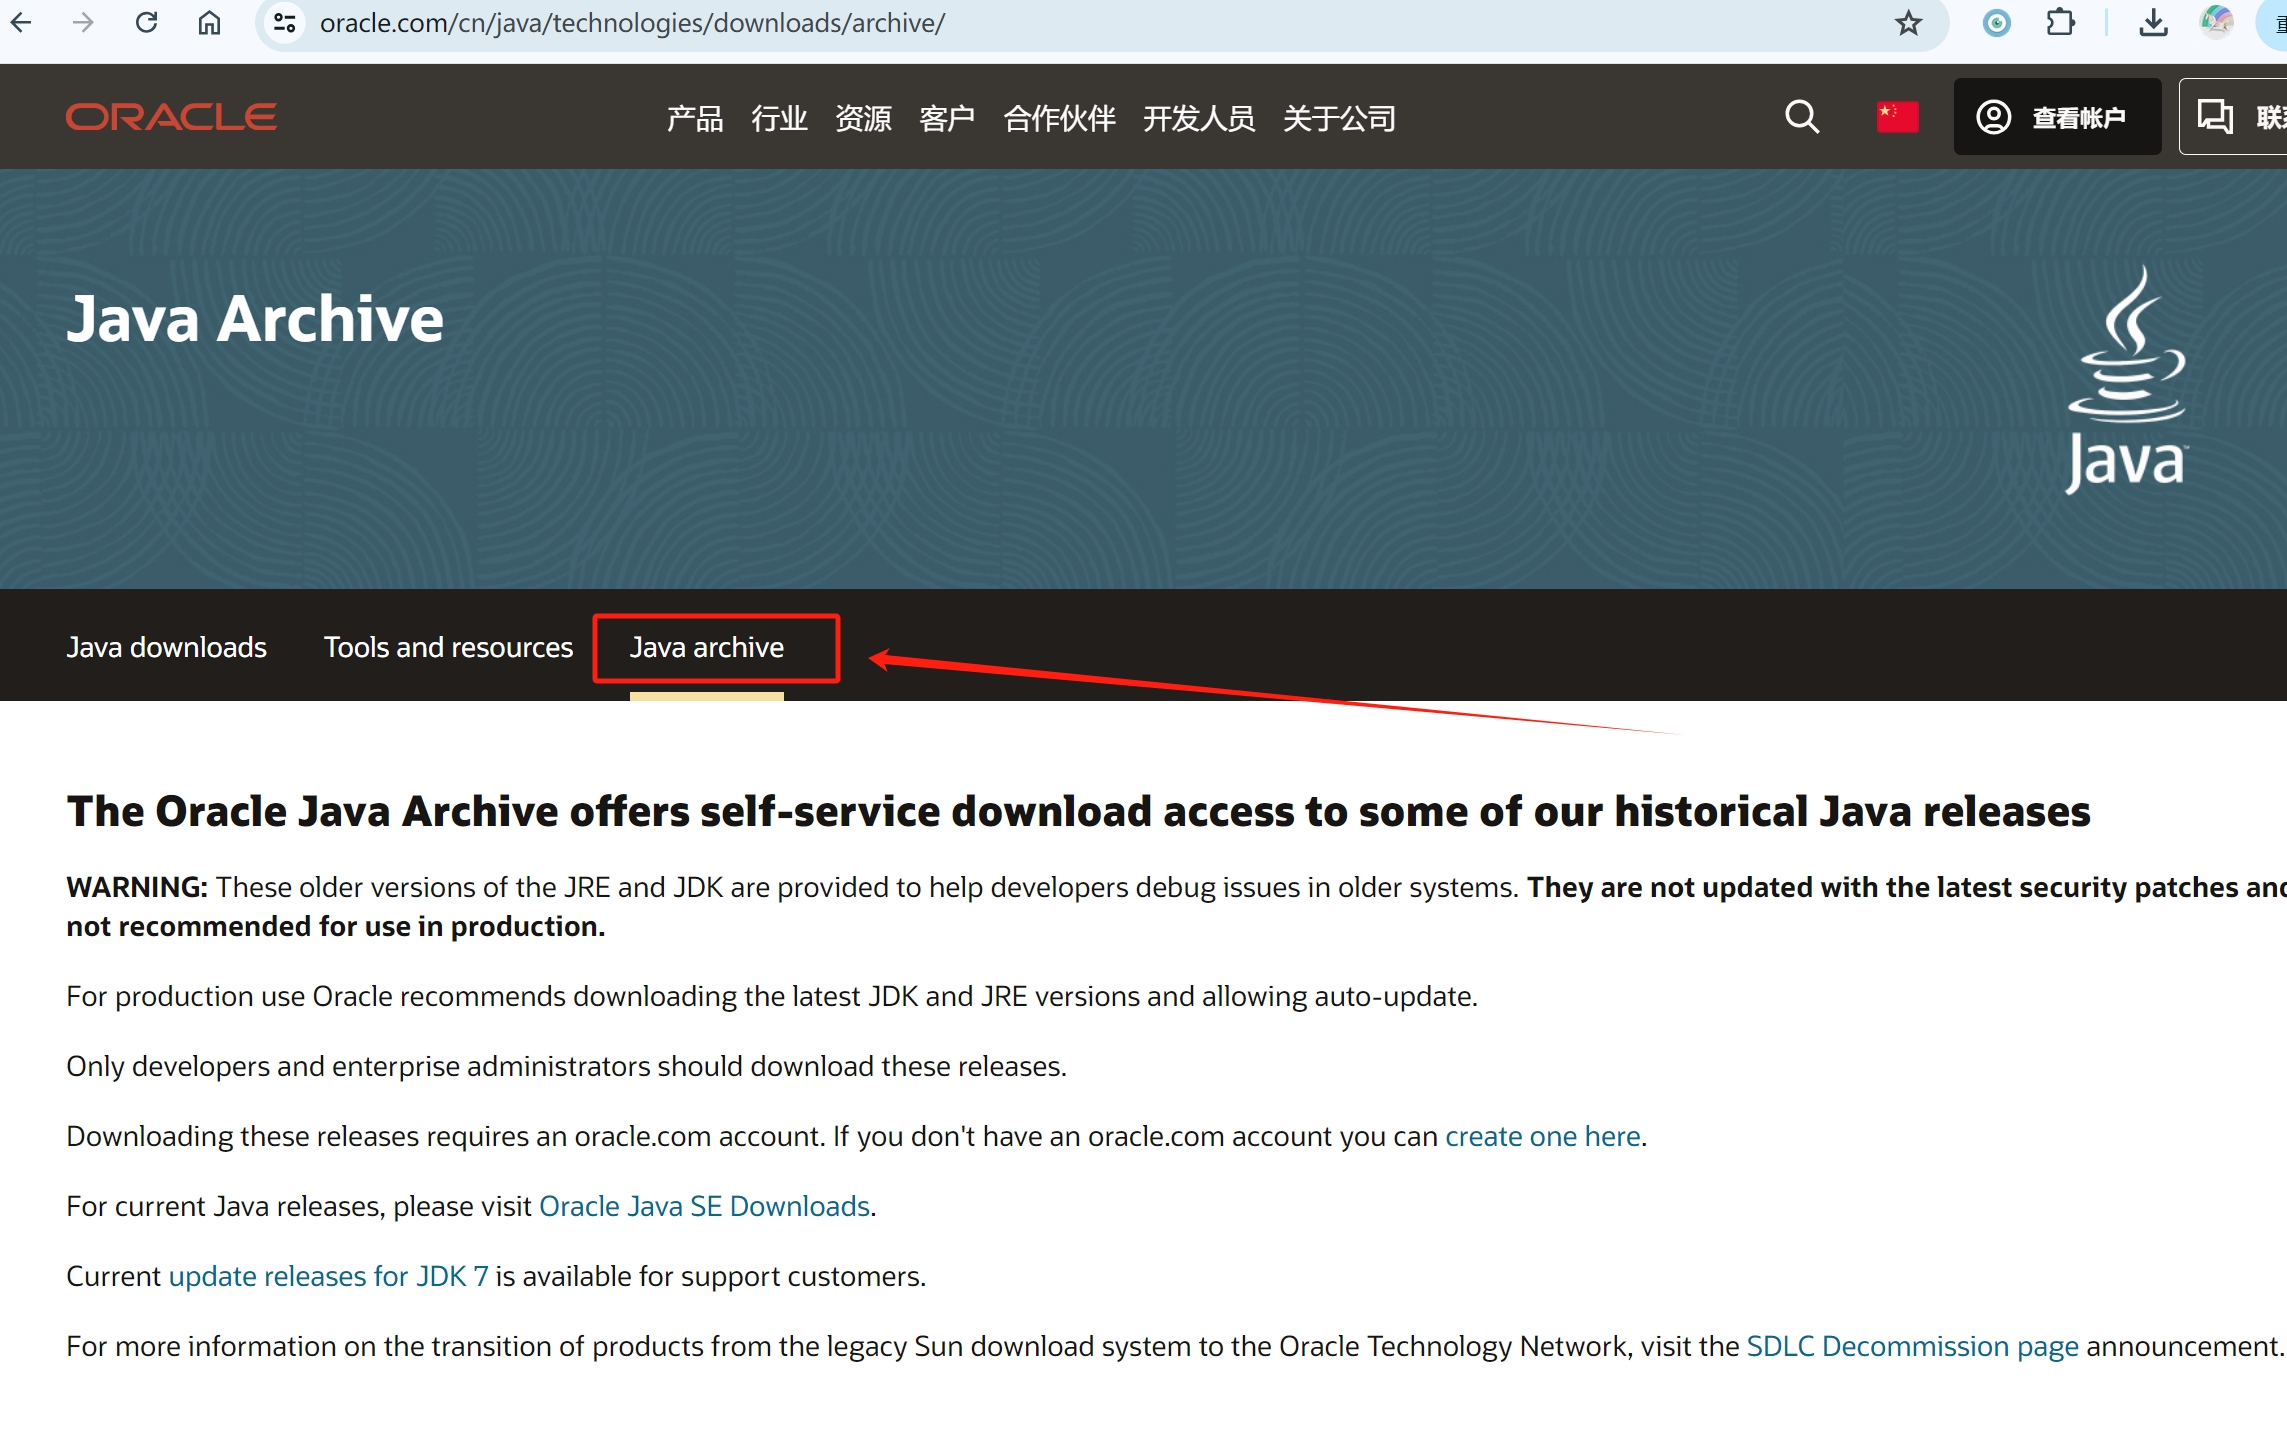 oracle.com/cn/java/technologies/downloads/archive/
ORACLE 产品 行业 资源 客户 合作伙伴 开发人员 关于公司 查看帐户
Java Archive
Java
Java downloads Tools and resources Java archive
The Oracle Java Archive offers self-service download access to some of our historical Java releases
WARNING: These older versions of the JRE and JDK are provided to help developers debug issues in older systems. They are not updated with the latest security patches and
not recommended for use in production.
For production use Oracle recommends downloading the latest JDK and JRE versions and allowing auto-update.
Only developers and enterprise administrators should download these releases.
Downloading these releases requires an oracle.com account. If you don't have an oracle.com account you can create one here.
For current Java releases, please visit Oracle Java SE Downloads.
Current update releases for JDK 7 is available for support customers.
For more information on the transition of products from the legacy Sun download system to the Oracle Technology Network, visit the SDLC Decommission page announcement.